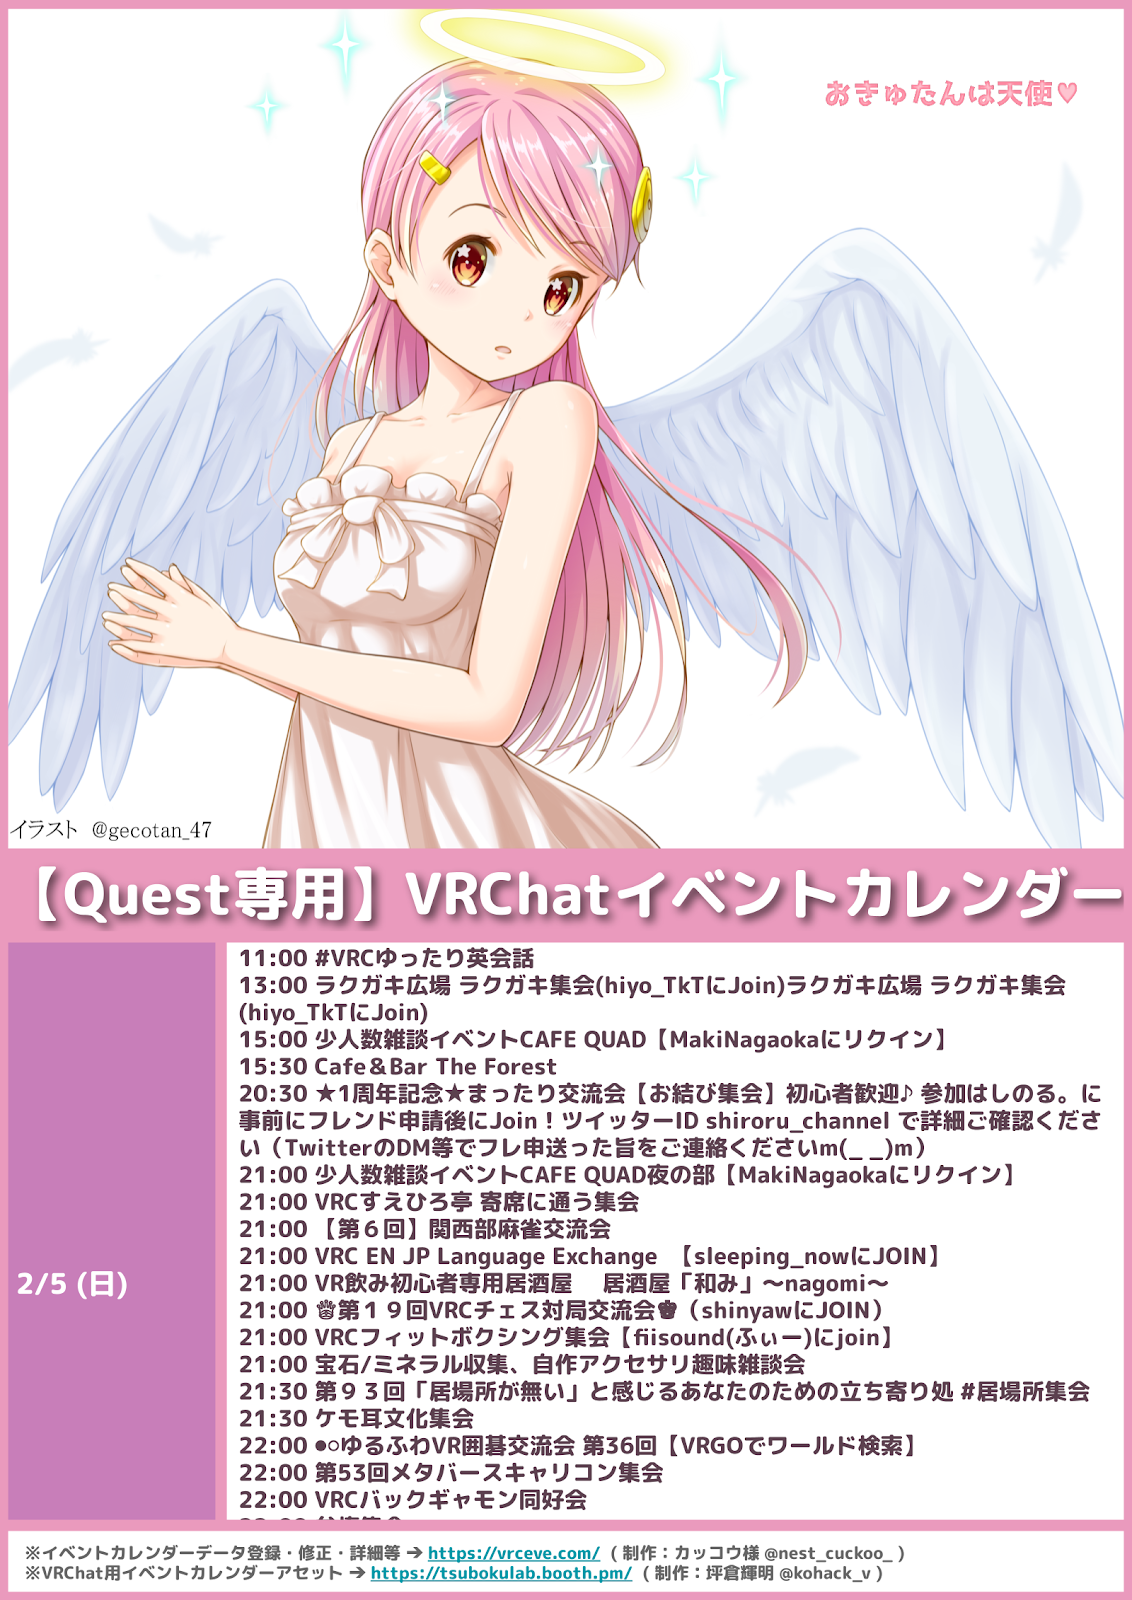 おきゅたんは天使♥
イラスト @gecotan_47
【Quest専用】VRChatイベントカレンダー
2/5 (日)
11:00 #VRCゆったり英会話
13:00 ラクガキ広場 ラクガキ集会(hiyo_TkTにJoin)ラクガキ広場 ラクガキ集会
(hiyo_TkTにJoin)
15:00 少人数雑談イベントCAFE QUAD【MakiNagaokaにリクイン】
15:30 Cafe＆Bar The Forest
20:30 ★1周年記念★まったり交流会【お結び集会】初心者歓迎♪ 参加はしのる。に
事前にフレンド申請後にJoin！ツイッターID shiroru_channel で詳細ご確認くださ
い（TwitterのDM等でフレ申送った旨をご連絡くださいm(_ _)m）
21:00 少人数雑談イベントCAFE QUAD夜の部【MakiNagaokaにリクイン】
21:00 VRCすえひろ亭 寄席に通う集会
21:00 【第６回】関西部麻雀交流会
21:00 VRC EN JP Language Exchange 【sleeping_nowにJOIN】
21:00 VR飲み初心者専用居酒屋　居酒屋「和み」～nagomi～
21:00 ♕第１９回VRCチェス対局交流会♚（shinyawにJOIN）
21:00 VRCフィットボクシング集会【fiisound(ふぃー)にjoin】
21:00 宝石/ミネラル収集、自作アクセサリ趣味雑談会
21:30 第９３回「居場所が無い」と感じるあなたのための立ち寄り処 #居場所集会
21:30 ケモ耳文化集会
22:00 ●○ゆるふわVR囲碁交流会 第36回【VRGOでワールド検索】
22:00 第53回メタバースキャリコン集会
22:00 VRCバックギャモン同好会
※イベントカレンダーデータ登録・修正・詳細等 ➔ https://vrceve.com/ （制作：カッコウ様 @nest_cuckoo_ ）
※VRChat用イベントカレンダーアセット ➔ https://tsubokulab.booth.pm/ （制作：坪倉輝明 @kohack_v ）